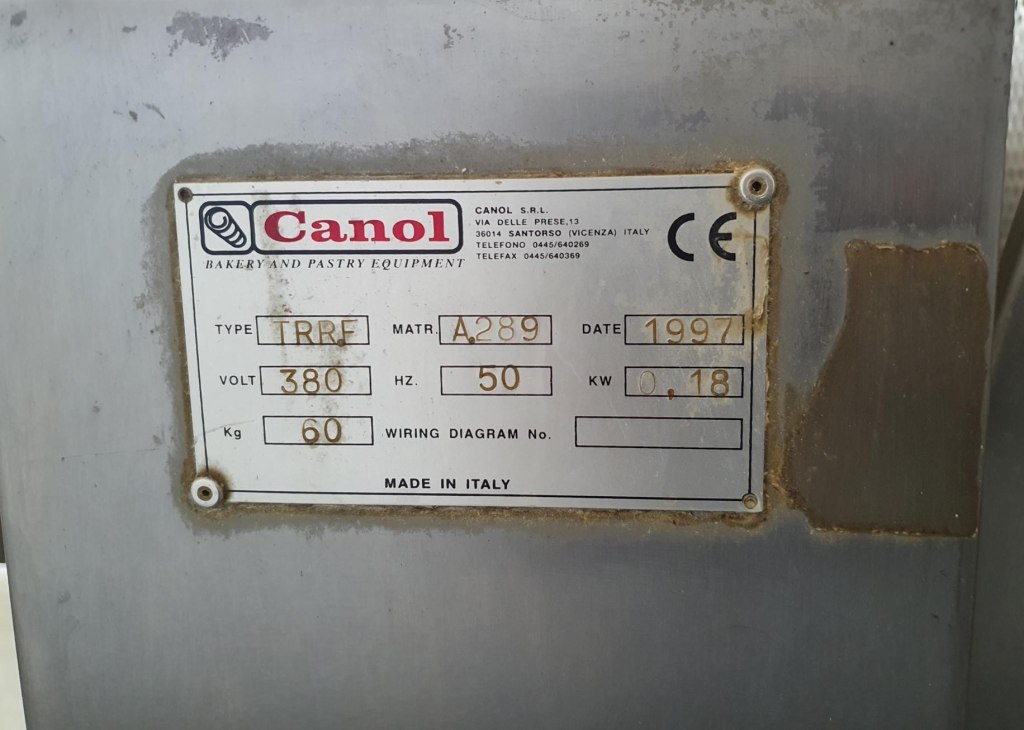 Canol
BAKERY AND PASTRY EQUIPMENT
CANOL S.R.L.
VIA DELLE PRESE,13
36014 SANTORSO (VICENZA) ITALY
TELEFONO 0445/640269
TELEFAX 0445/640369
CE
TYPE TRRF MATR. A.289 DATE 1997
VOLT 380 HZ. 50 KW 0,18
Kg 60 WIRING DIAGRAM No.
MADE IN ITALY